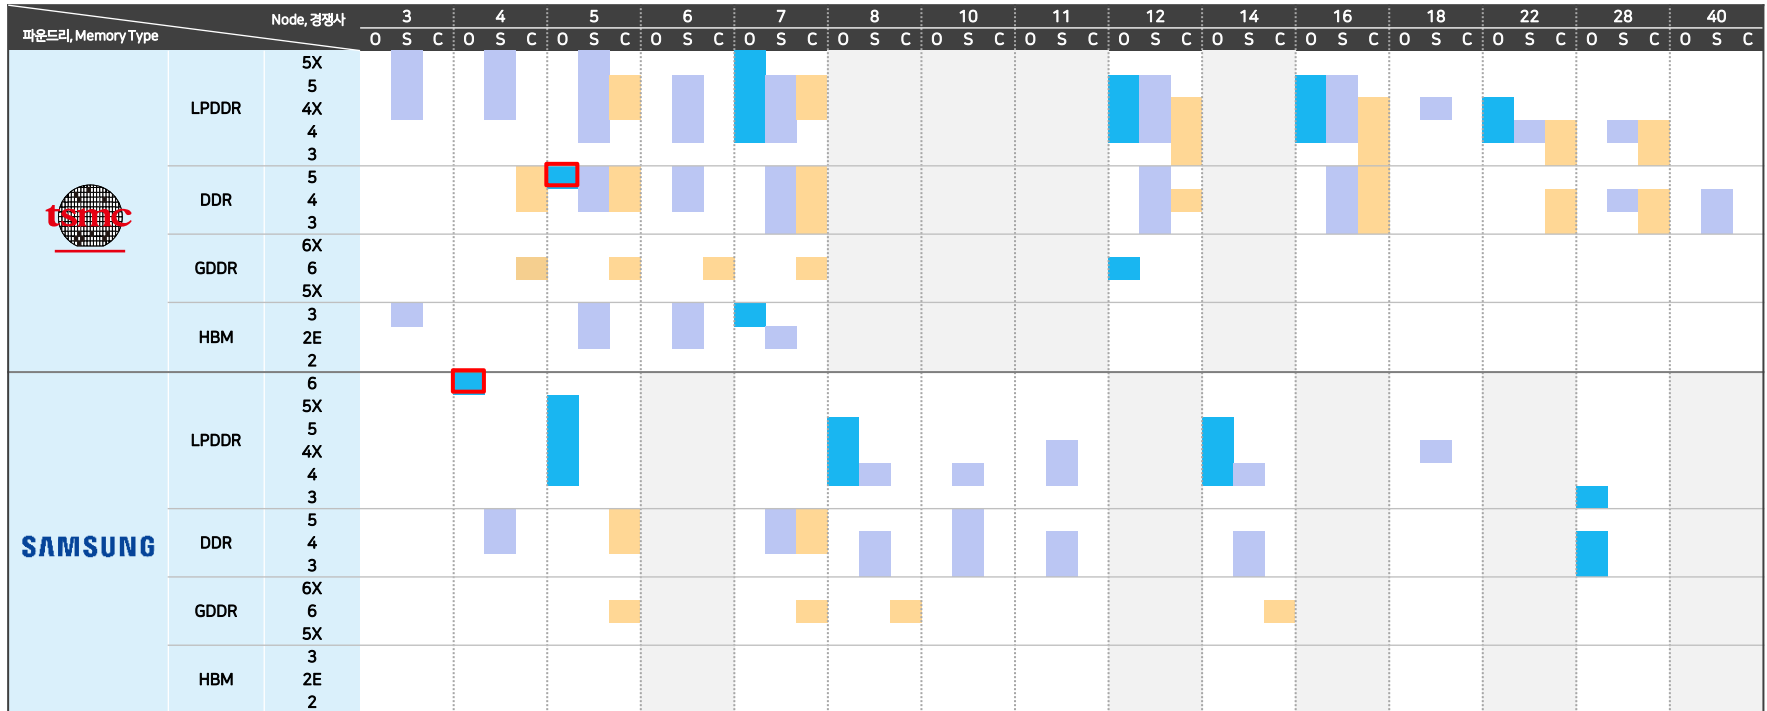 Node, 경쟁사
파운드리, Memory Type
3 4 5 6 7 8 10 11 12 14 16 18 22 28 40
O S C O S C O S C O S C O S C O S C O S C O S C O S C O S C O S C O S C O S C O S C O S C
tsmc
LPDDR
5X
5
4X
4
3
DDR
5
4
3
GDDR
6X
6
5X
HBM
3
2E
2
SAMSUNG
LPDDR
6
5X
5
4X
4
3
DDR
5
4
3
GDDR
6X
6
5X
HBM
3
2E
2